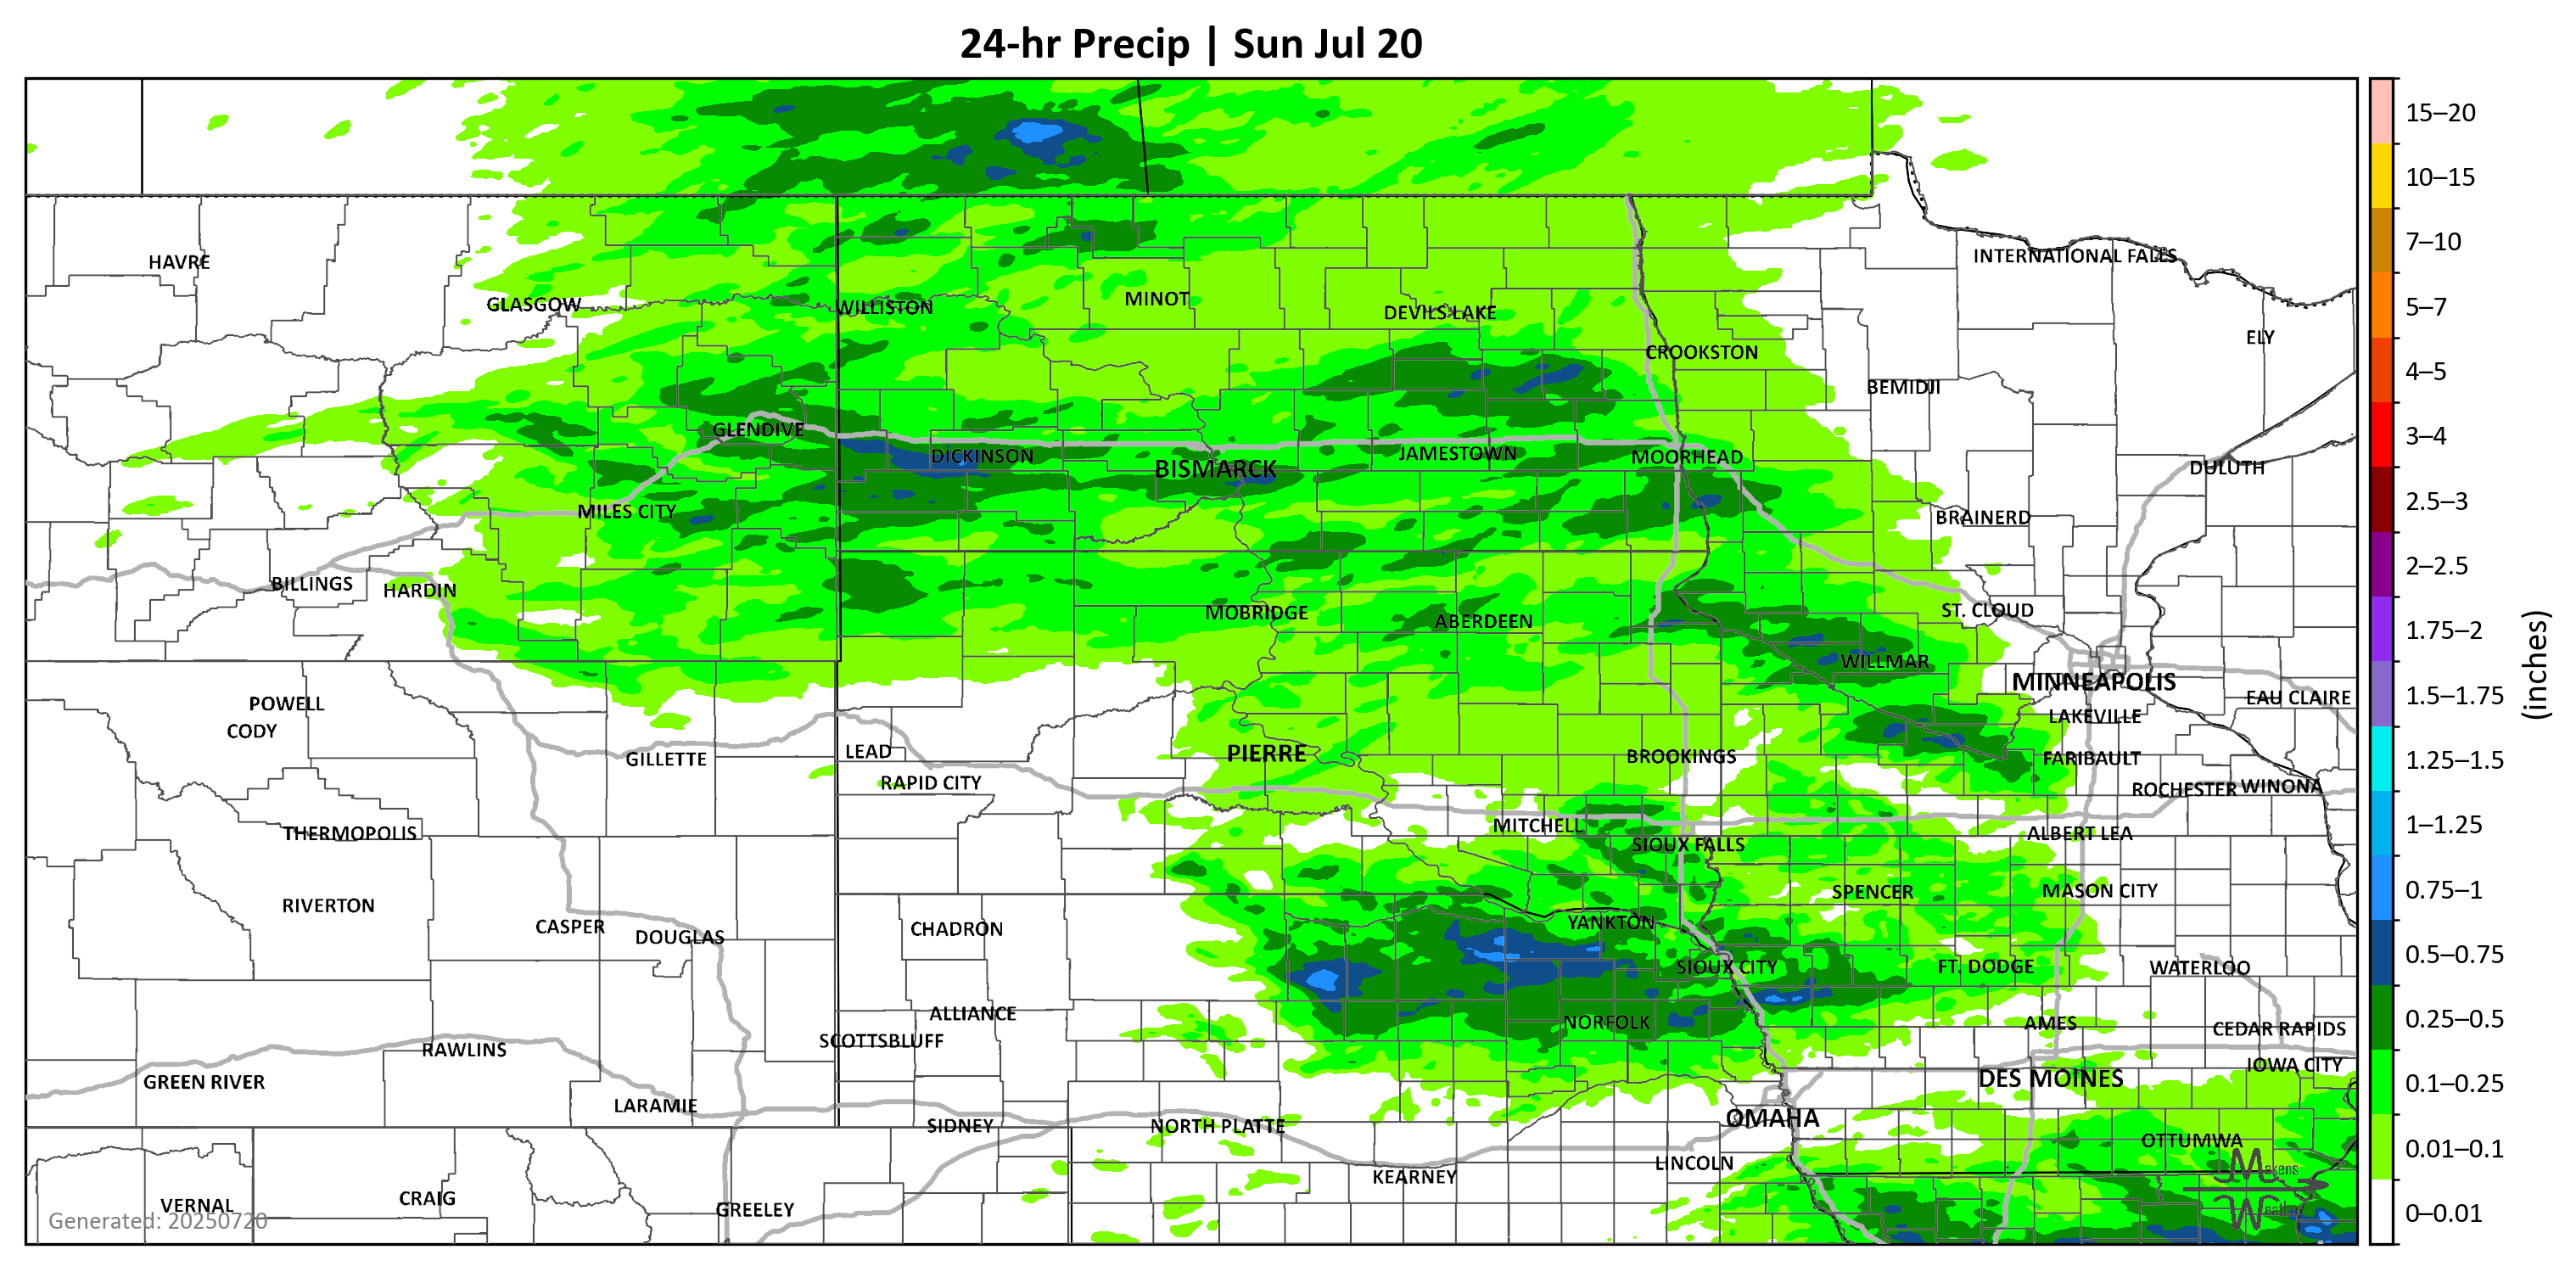 24-hr Precip | Sun Jul 20
15–20
10–15
7–10
5–7
4–5
3–4
2.5–3
2–2.5
1.75–2
1.5–1.75
1.25–1.5
1–1.25
0.75–1
0.5–0.75
0.25–0.5
0.1–0.25
0.01–0.1
0–0.01
(inches)
HAVRE
INTERNATIONAL FALLS
GLASGOW
WILLISTON
MINOT
DEVILS LAKE
ELY
CROOKSTON
BEMIDJI
GLENDIVE
DICKINSON
BISMARCK
JAMESTOWN
MOORHEAD
DULUTH
MILES CITY
BRAINERD
BILLINGS
HARDIN
MOBRIDGE
ABERDEEN
ST. CLOUD
WILLMAR
MINNEAPOLIS
POWELL
EAU CLAIRE
CODY
LAKEVILLE
GILLETTE
LEAD
PIERRE
BROOKINGS
FARIBAULT
RAPID CITY
ROCHESTER
WINONA
THERMOPOLIS
MITCHELL
ALBERT LEA
SIOUX FALLS
RIVERTON
SPENCER
MASON CITY
CASPER
DOUGLAS
CHADRON
YANKTON
SIOUX CITY
FT. DODGE
WATERLOO
ALLIANCE
NORFOLK
AMES
CEDAR RAPIDS
SCOTTSBLUFF
RAWLINS
IOWA CITY
GREEN RIVER
DES MOINES
LARAMIE
SIDNEY
NORTH PLATTE
OMAHA
OTTUMWA
LINCOLN
KEARNEY
Makens
VERNAL
CRAIG
GREELEY
Weather
Generated: 20250720